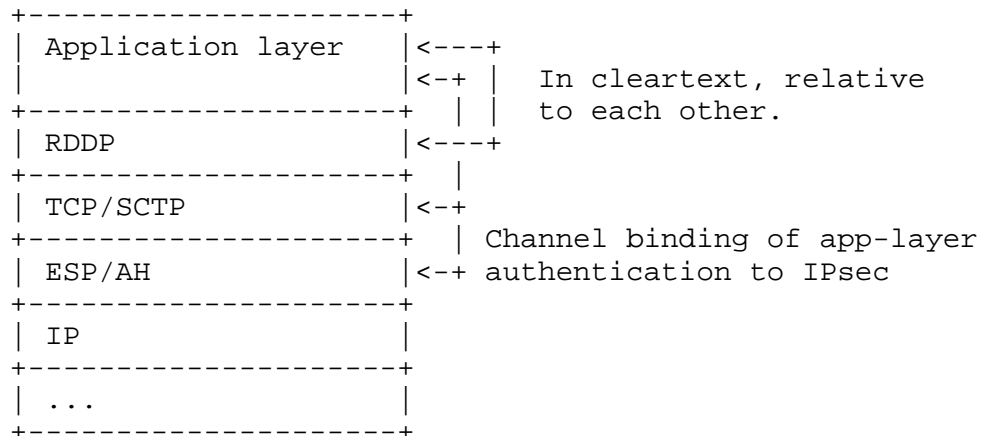 +---------------------+
| Application layer   |<---+
|                     |<-+ |   In cleartext, relative
+---------------------+  | |   to each other.
| RDDP                |<---+
+---------------------+  |
| TCP/SCTP            |<-+
+---------------------+  | Channel binding of app-layer
| ESP/AH              |<-+ authentication to IPsec
+---------------------+
| IP                  |
+---------------------+
| ...                 |
+---------------------+